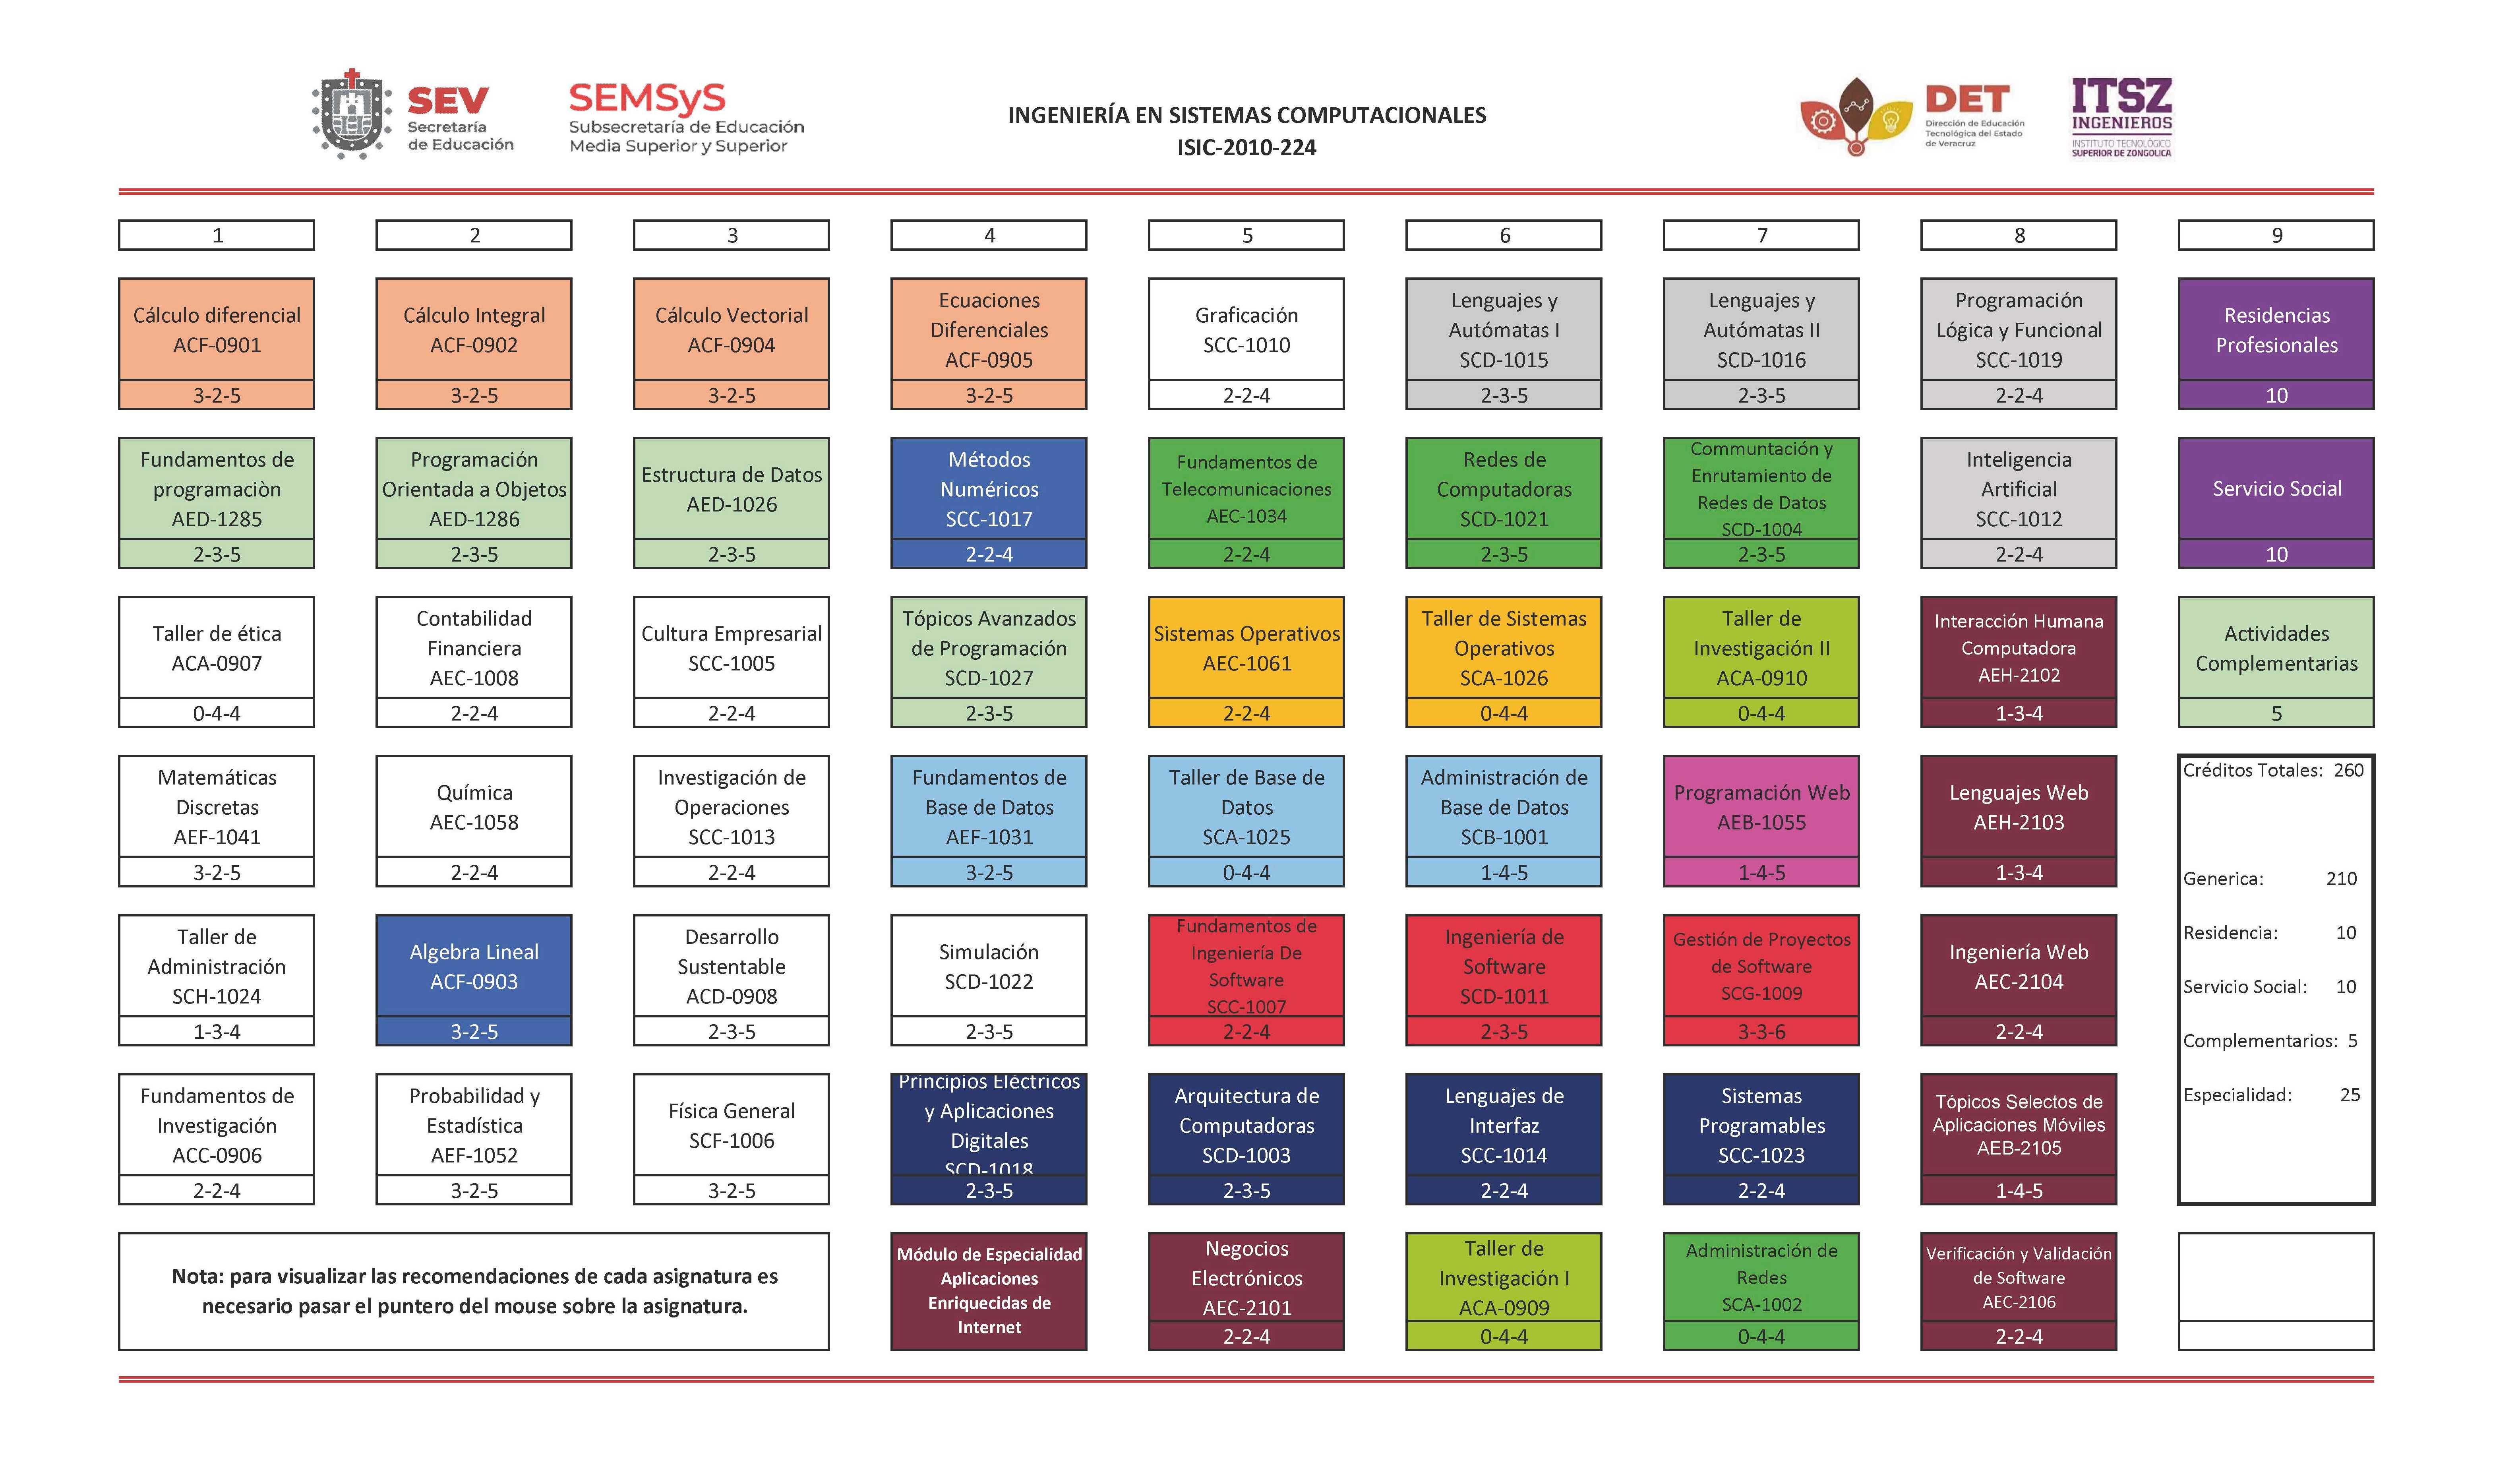 SEV
Secretaría
de Educación
SEMSyS
Subsecretaría de Educación
Media Superior y Superior
INGENIERÍA EN SISTEMAS COMPUTACIONALES
ISIC-2010-224
DET
Dirección de Educación
Tecnológica del Estado
de Veracruz
ITSZ
INGENIEROS
INSTITUTO TECNOLÓGICO
SUPERIOR DE ZONGOLICA
1
2
3
4
5
6
7
8
9
Cálculo diferencial
ACF-0901
3-2-5
Cálculo Integral
ACF-0902
3-2-5
Cálculo Vectorial
ACF-0904
3-2-5
Ecuaciones
Diferenciales
ACF-0905
3-2-5
Graficación
SCC-1010
2-2-4
Lenguajes y
Autómatas I
SCD-1015
2-3-5
Lenguajes y
Autómatas II
SCD-1016
2-3-5
Programación
Lógica y Funcional
SCC-1019
2-2-4
Residencias
Profesionales
10
Fundamentos de
programaciòn
AED-1285
2-3-5
Programación
Orientada a Objetos
AED-1286
2-3-5
Estructura de Datos
AED-1026
2-3-5
Métodos
Numéricos
SCC-1017
2-2-4
Fundamentos de
Telecomunicaciones
AEC-1034
2-2-4
Redes de
Computadoras
SCD-1021
2-3-5
Communtación y
Enrutamiento de
Redes de Datos
SCD-1004
2-3-5
Inteligencia
Artificial
SCC-1012
2-2-4
Servicio Social
10
Taller de ética
ACA-0907
0-4-4
Contabilidad
Financiera
AEC-1008
2-2-4
Cultura Empresarial
SCC-1005
2-2-4
Tópicos Avanzados
de Programación
SCD-1027
2-3-5
Sistemas Operativos
AEC-1061
2-2-4
Taller de Sistemas
Operativos
SCA-1026
0-4-4
Taller de
Investigación II
ACA-0910
0-4-4
Interacción Humana
Computadora
AEH-2102
1-3-4
Actividades
Complementarias
5
Matemáticas
Discretas
AEF-1041
3-2-5
Química
AEC-1058
2-2-4
Investigación de
Operaciones
SCC-1013
2-2-4
Fundamentos de
Base de Datos
AEF-1031
3-2-5
Taller de Base de
Datos
SCA-1025
0-4-4
Administración de
Base de Datos
SCB-1001
1-4-5
Programación Web
AEB-1055
1-4-5
Lenguajes Web
AEH-2103
1-3-4
Créditos Totales: 260
Generica: 210
Residencia: 10
Servicio Social: 10
Complementarios: 5
Especialidad: 25
Taller de
Administración
SCH-1024
1-3-4
Algebra Lineal
ACF-0903
3-2-5
Desarrollo
Sustentable
ACD-0908
2-3-5
Simulación
SCD-1022
2-3-5
Fundamentos de
Ingeniería De
Software
SCC-1007
2-2-4
Ingeniería de
Software
SCD-1011
2-3-5
Gestión de Proyectos
de Software
SCG-1009
3-3-6
Ingeniería Web
AEC-2104
2-2-4
Fundamentos de
Investigación
ACC-0906
2-2-4
Probabilidad y
Estadística
AEF-1052
3-2-5
Física General
SCF-1006
3-2-5
Principios Eléctricos
y Aplicaciones
Digitales
SCD-1018
2-3-5
Arquitectura de
Computadoras
SCD-1003
2-3-5
Lenguajes de
Interfaz
SCC-1014
2-2-4
Sistemas
Programables
SCC-1023
2-2-4
Tópicos Selectos de
Aplicaciones Móviles
AEB-2105
1-4-5
Nota: para visualizar las recomendaciones de cada asignatura es
necesario pasar el puntero del mouse sobre la asignatura.
Módulo de Especialidad
Aplicaciones
Enriquecidas de
Internet
Negocios
Electrónicos
AEC-2101
2-2-4
Taller de
Investigación I
ACA-0909
0-4-4
Administración de
Redes
SCA-1002
0-4-4
Verificación y Validación
de Software
AEC-2106
2-2-4